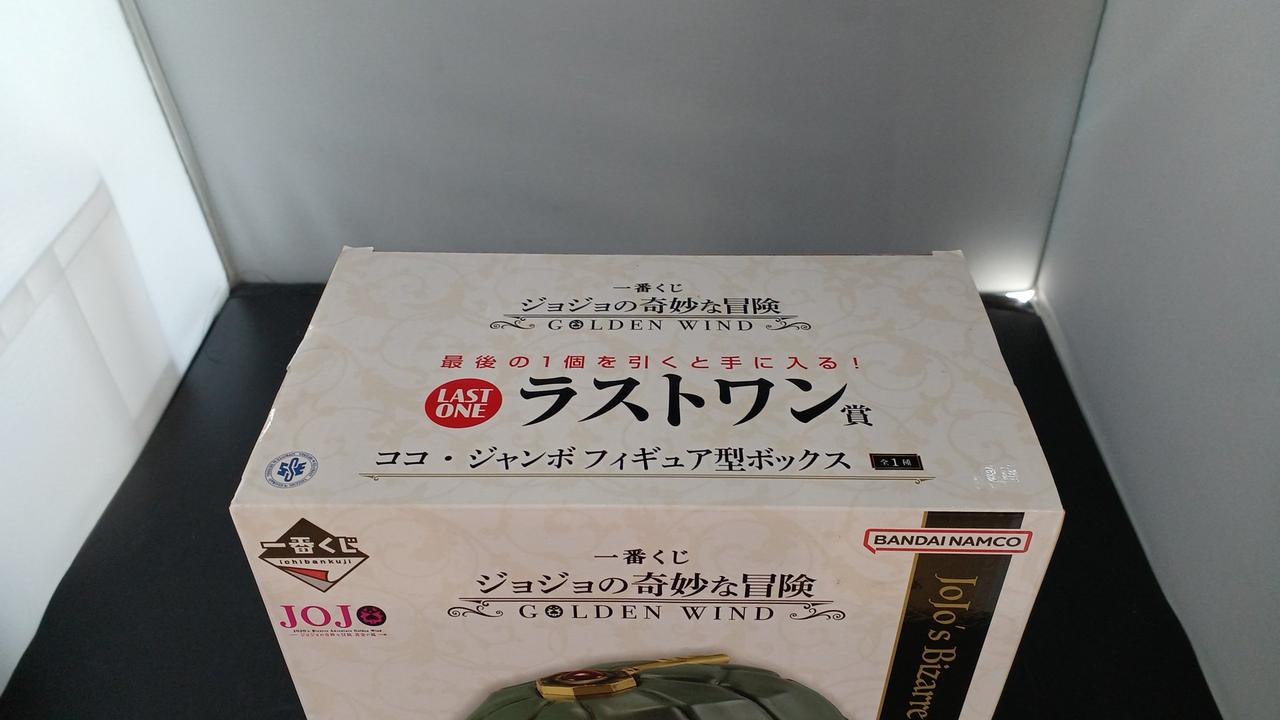 一番くじ
ジョジョの奇妙な冒険
GOLDEN WIND
最後の1個を引くと手に入る!
LAST ONE
ラストワン賞
ココ・ジャンボ フィギュア型ボックス
全1種
一番くじ
ichibankuji
JOJO
一番くじ
ジョジョの奇妙な冒険
GOLDEN WIND
BANDAI NAMCO
JoJo's Bizarre